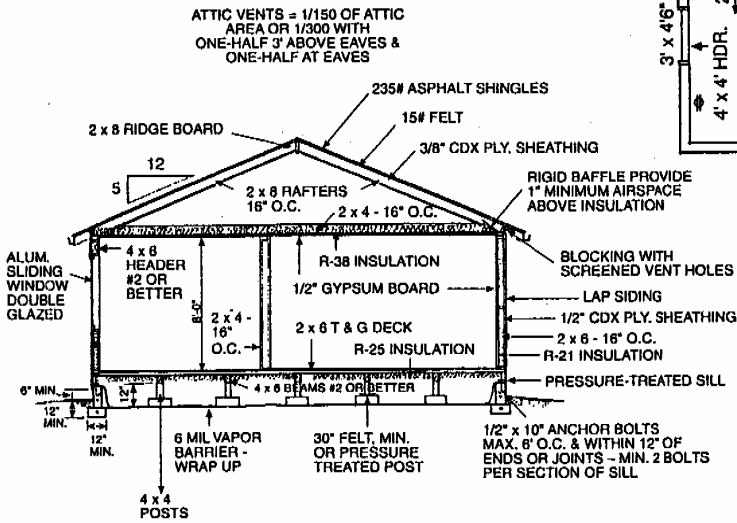 ATTIC VENTS = 1/150 OF ATTIC
AREA OR 1/300 WITH
ONE-HALF 3' ABOVE EAVES &
ONE-HALF AT EAVES
3' x 4'6"
4' x 4' HDR.
235# ASPHALT SHINGLES
2 x 8 RIDGE BOARD
15# FELT
3/8" CDX PLY. SHEATHING
12
5
2 x 8 RAFTERS
16" O.C.
RIGID BAFFLE PROVIDE
1" MINIMUM AIRSPACE
ABOVE INSULATION
2 x 4 - 16" O.C.
ALUM.
SLIDING
WINDOW
DOUBLE
GLAZED
4 x 6
HEADER
#2 OR
BETTER
R-38 INSULATION
BLOCKING WITH
SCREENED VENT HOLES
8'-0"
1/2" GYPSUM BOARD
LAP SIDING
2 x 4 -
16"
O.C.
1/2" CDX PLY. SHEATHING
2 x 6 T & G DECK
2 x 6 - 16" O.C.
R-25 INSULATION
R-21 INSULATION
PRESSURE-TREATED SILL
6" MIN.
12"
4 x 6 BEAMS #2 OR BETTER
12"
MIN.
12"
MIN.
6 MIL VAPOR
BARRIER -
WRAP UP
30" FELT, MIN.
OR PRESSURE
TREATED POST
1/2" x 10" ANCHOR BOLTS
MAX. 6' O.C. & WITHIN 12" OF
ENDS OR JOINTS - MIN. 2 BOLTS
PER SECTION OF SILL
4 x 4
POSTS